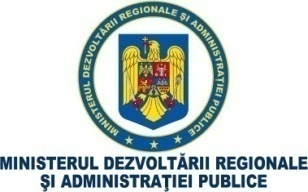 MINISTERUL DEZVOLTĂRII REGIONALE ŞI ADMINISTRAŢIEI PUBLICE
MINISTERUL DEZVOLTĂRII REGIONALE
ŞI ADMINISTRAŢIEI PUBLICE